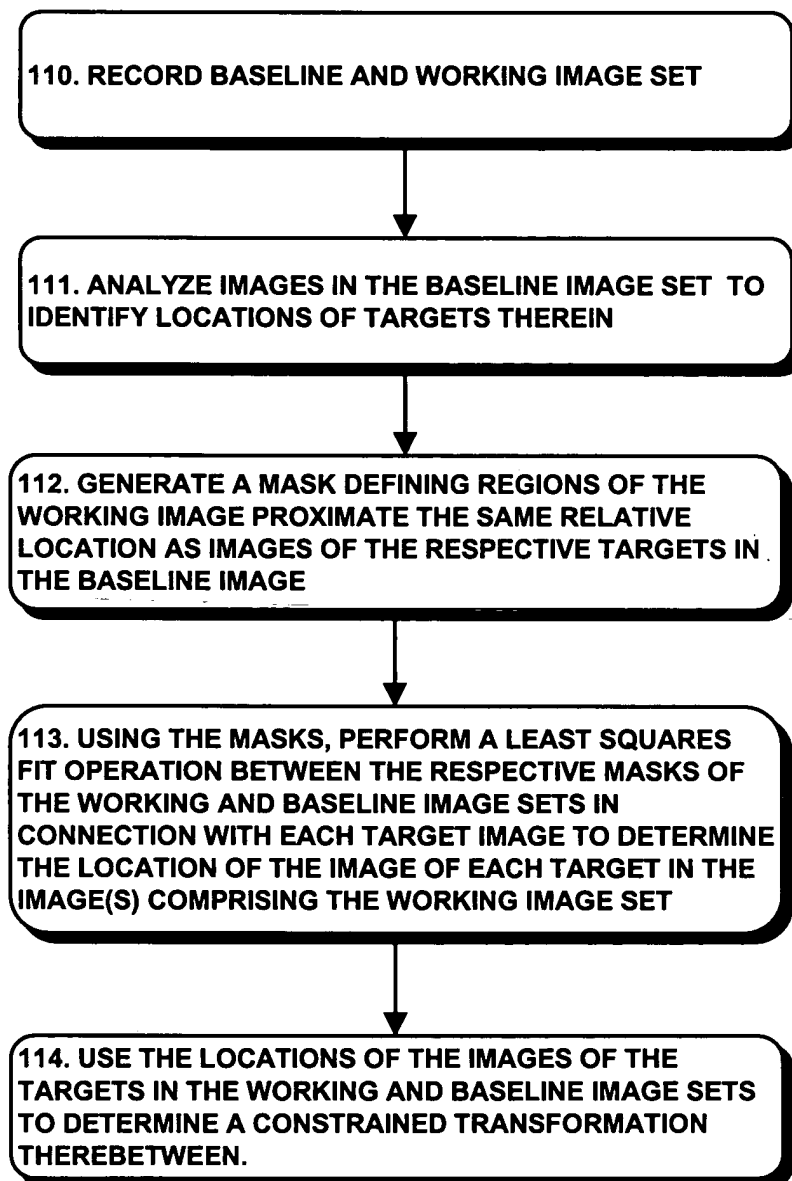 110. RECORD BASELINE AND WORKING IMAGE SET
111. ANALYZE IMAGES IN THE BASELINE IMAGE SET TO
IDENTIFY LOCATIONS OF TARGETS THEREIN
112. GENERATE A MASK DEFINING REGIONS OF THE
WORKING IMAGE PROXIMATE THE SAME RELATIVE
LOCATION AS IMAGES OF THE RESPECTIVE TARGETS IN
THE BASELINE IMAGE
113. USING THE MASKS, PERFORM A LEAST SQUARES
FIT OPERATION BETWEEN THE RESPECTIVE MASKS OF
THE WORKING AND BASELINE IMAGE SETS IN
CONNECTION WITH EACH TARGET IMAGE TO DETERMINE
THE LOCATION OF THE IMAGE OF EACH TARGET IN THE
IMAGE(S) COMPRISING THE WORKING IMAGE SET
114. USE THE LOCATIONS OF THE IMAGES OF THE
TARGETS IN THE WORKING AND BASELINE IMAGE SETS
TO DETERMINE A CONSTRAINED TRANSFORMATION
THEREBETWEEN.